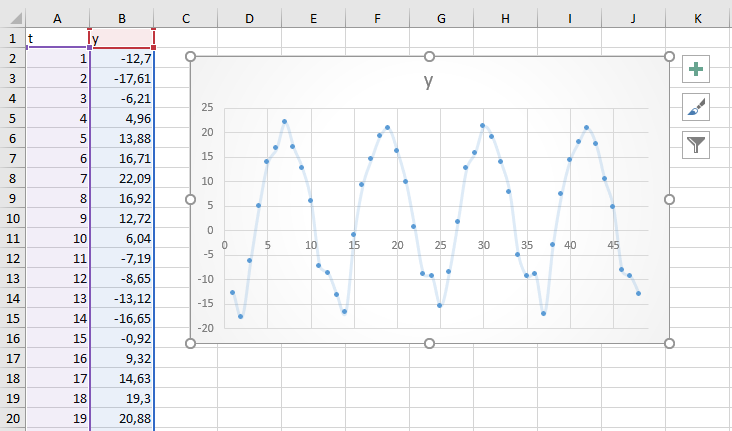 A B C D E F G H I J K
1 t y
2 1 -12,7
3 2 -17,61
4 3 -6,21
5 4 4,96
6 5 13,88
7 6 16,71
8 7 22,09
9 8 16,92
10 9 12,72
11 10 6,04
12 11 -7,19
13 12 -8,65
14 13 -13,12
15 14 -16,65
16 15 -0,92
17 16 9,32
18 17 14,63
19 18 19,3
20 19 20,88
y
25
20
15
10
5
0
-5
-10
-15
-20
0 5 10 15 20 25 30 35 40 45